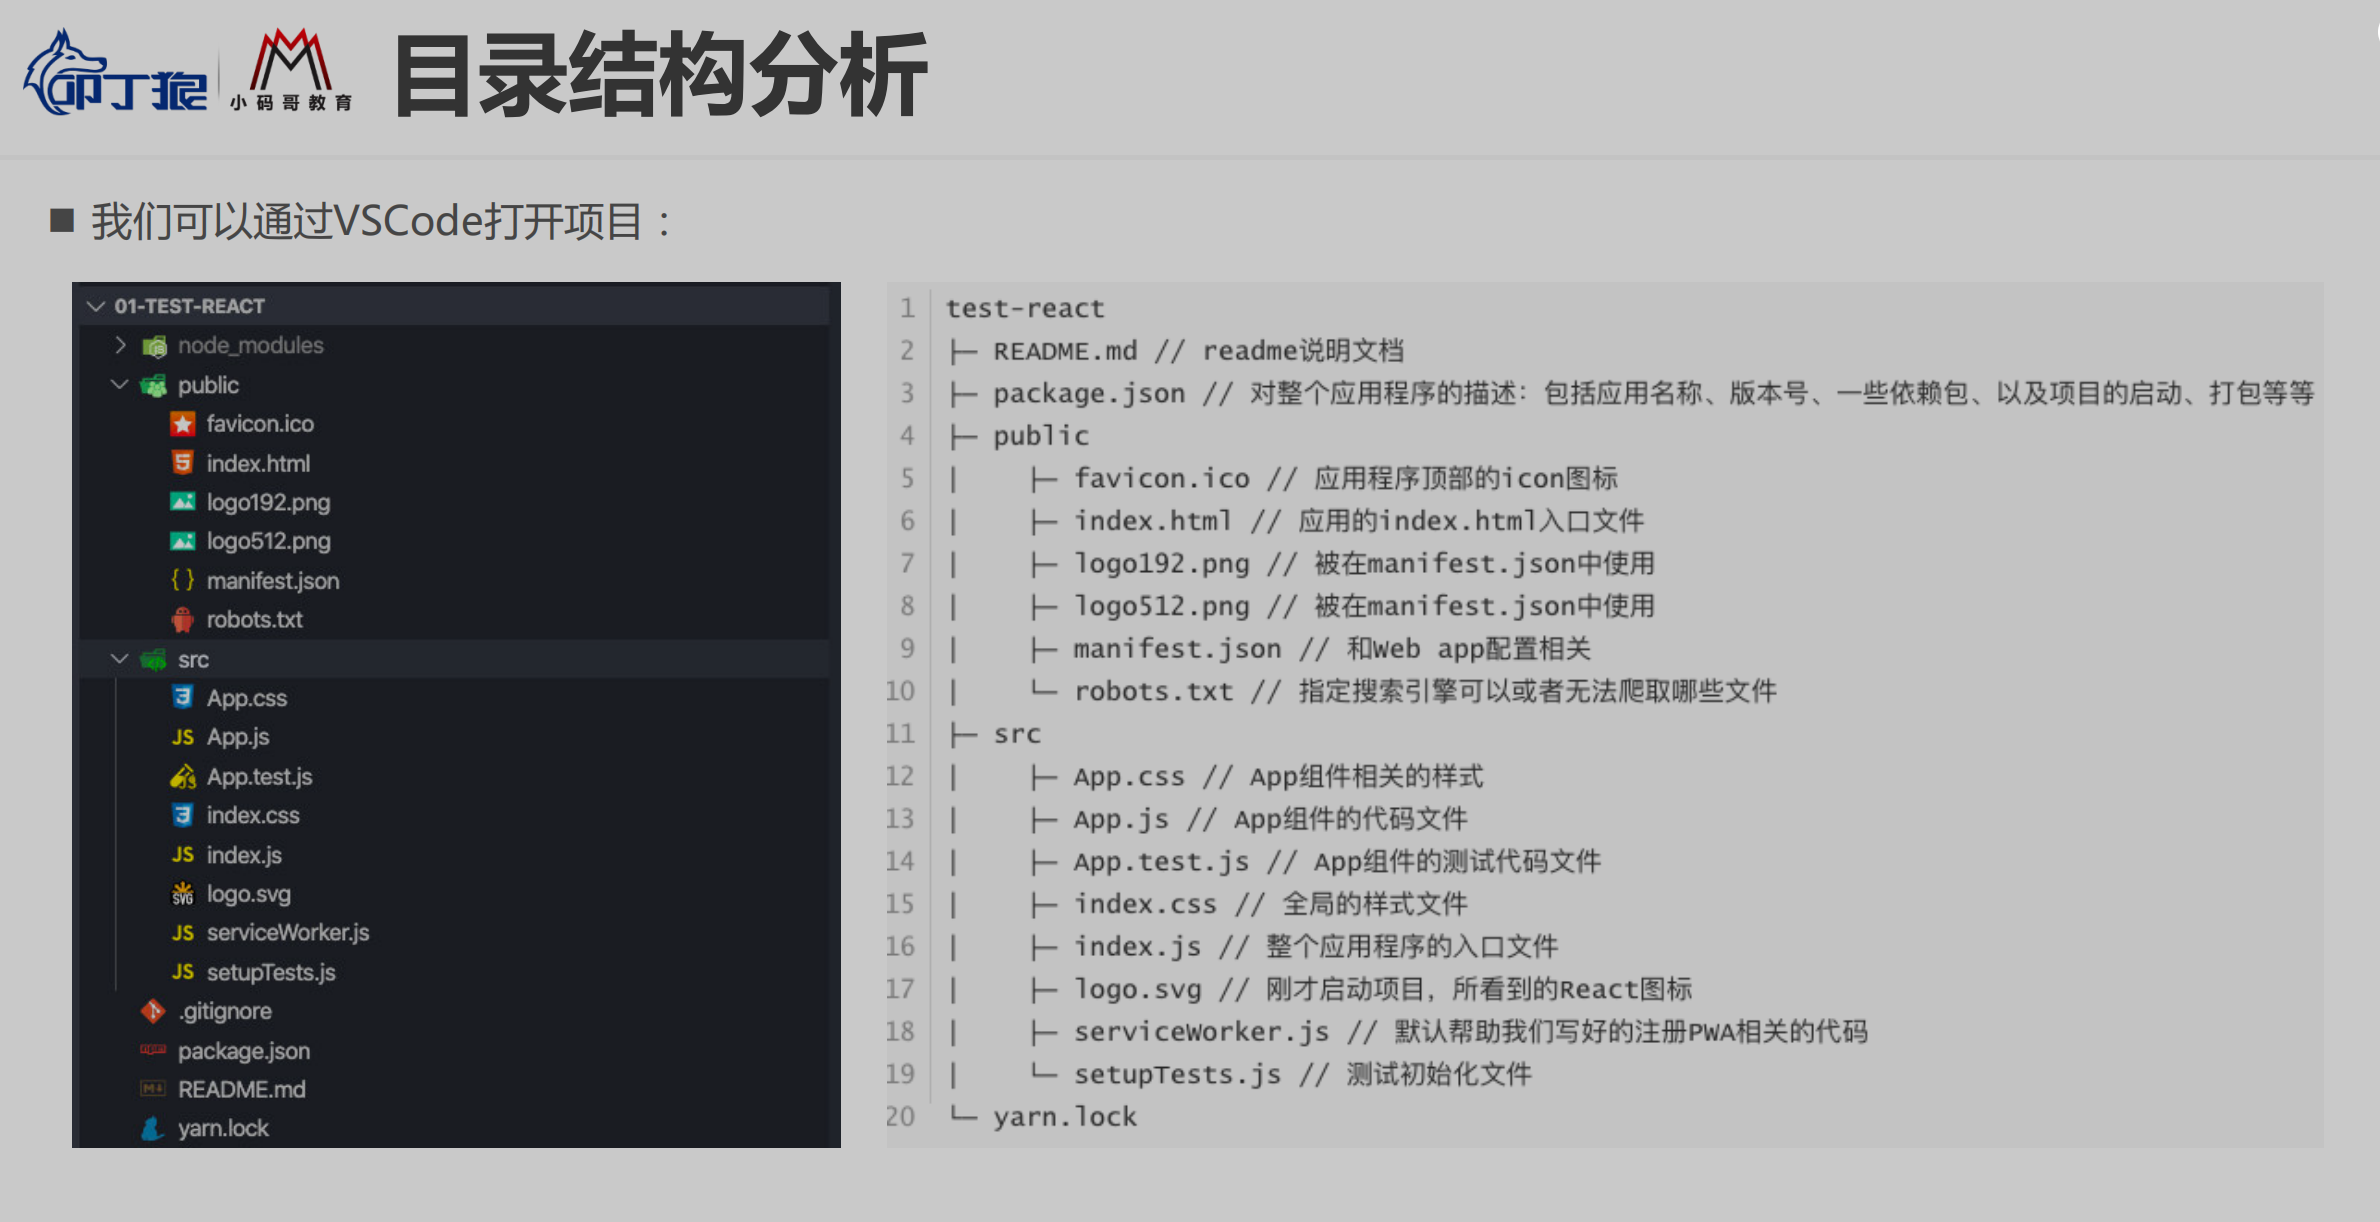 叩丁狼
小码哥教育
目录结构分析
我们可以通过VSCode打开项目：
01-TEST-REACT
node_modules
public
favicon.ico
index.html
logo192.png
logo512.png
manifest.json
robots.txt
src
App.css
App.js
App.test.js
index.css
index.js
logo.svg
serviceWorker.js
setupTests.js
.gitignore
package.json
README.md
yarn.lock
1 test-react
2 ├─ README.md // readme说明文档
3 ├─ package.json // 对整个应用程序的描述：包括应用名称、版本号、一些依赖包、以及项目的启动、打包等等
4 ├─ public
5 |    ├─ favicon.ico // 应用程序顶部的icon图标
6 |    ├─ index.html // 应用的index.html入口文件
7 |    ├─ logo192.png // 被在manifest.json中使用
8 |    ├─ logo512.png // 被在manifest.json中使用
9 |    ├─ manifest.json // 和Web app配置相关
10 |    └─ robots.txt // 指定搜索引擎可以或者无法爬取哪些文件
11 ├─ src
12 |    ├─ App.css // App组件相关的样式
13 |    ├─ App.js // App组件的代码文件
14 |    ├─ App.test.js // App组件的测试代码文件
15 |    ├─ index.css // 全局的样式文件
16 |    ├─ index.js // 整个应用程序的入口文件
17 |    ├─ logo.svg // 刚才启动项目，所看到的React图标
18 |    ├─ serviceWorker.js // 默认帮助我们写好的注册PWA相关的代码
19 |    └─ setupTests.js // 测试初始化文件
20 └─ yarn.lock